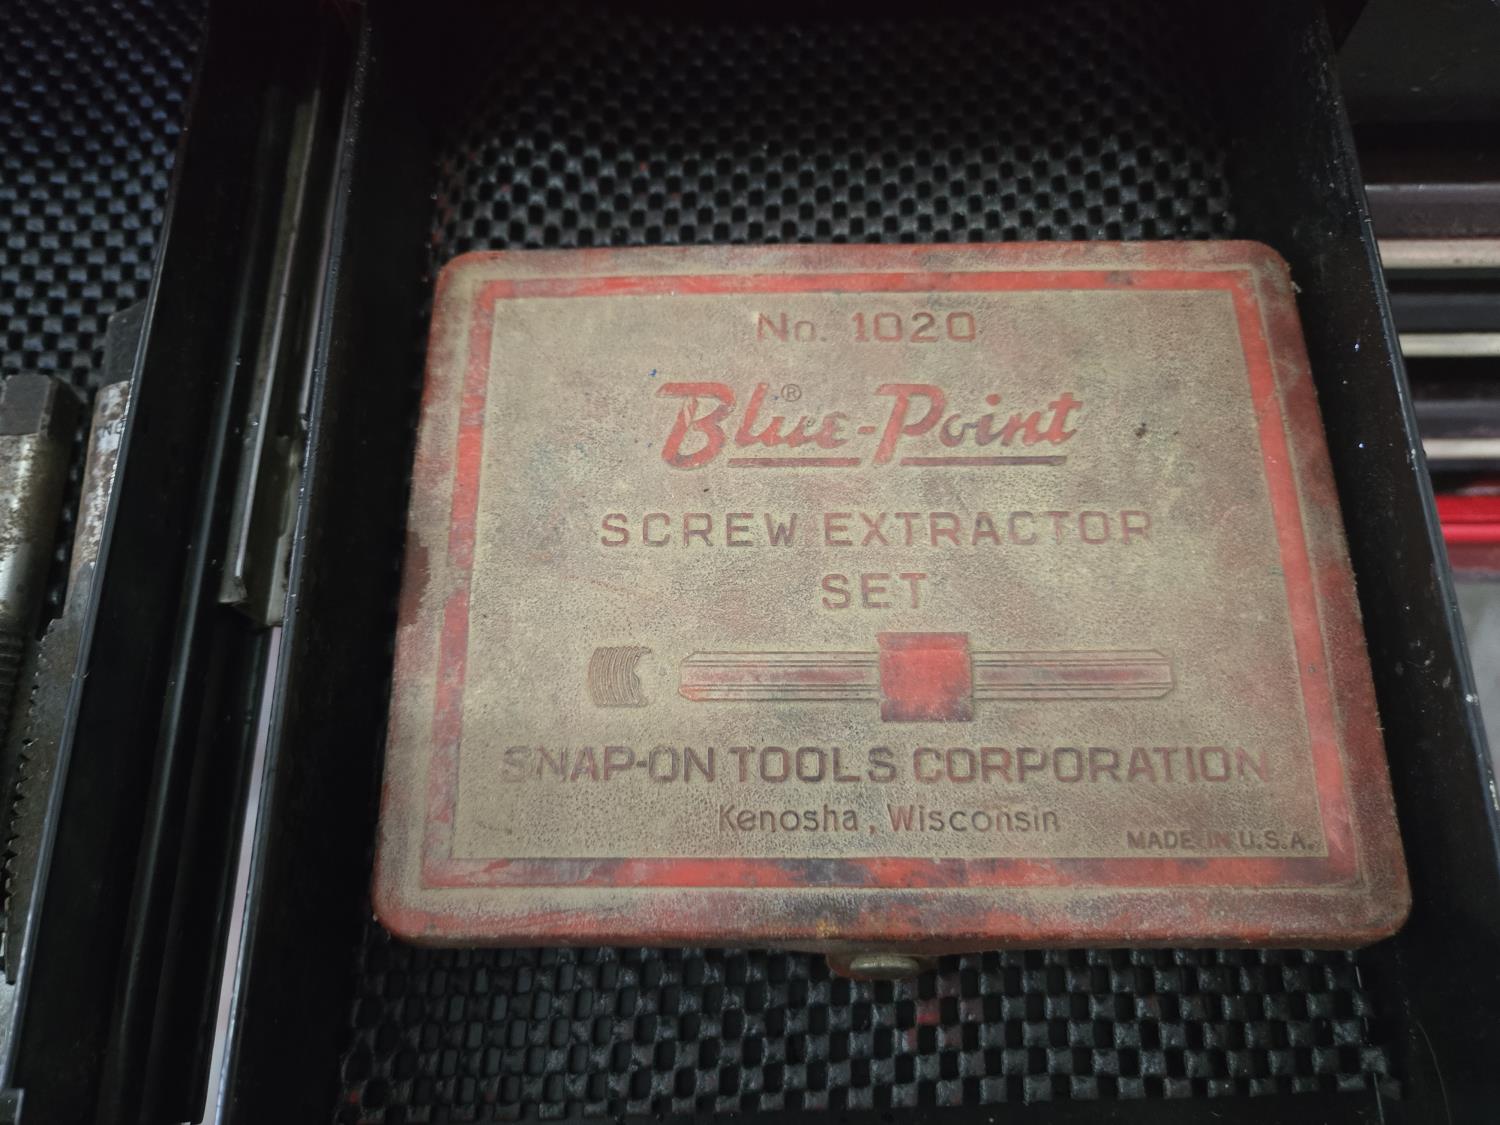 No. 1020
Blue-Point®
SCREW EXTRACTOR
SET
SNAP-ON TOOLS CORPORATION
Kenosha, Wisconsin
MADE IN U.S.A.